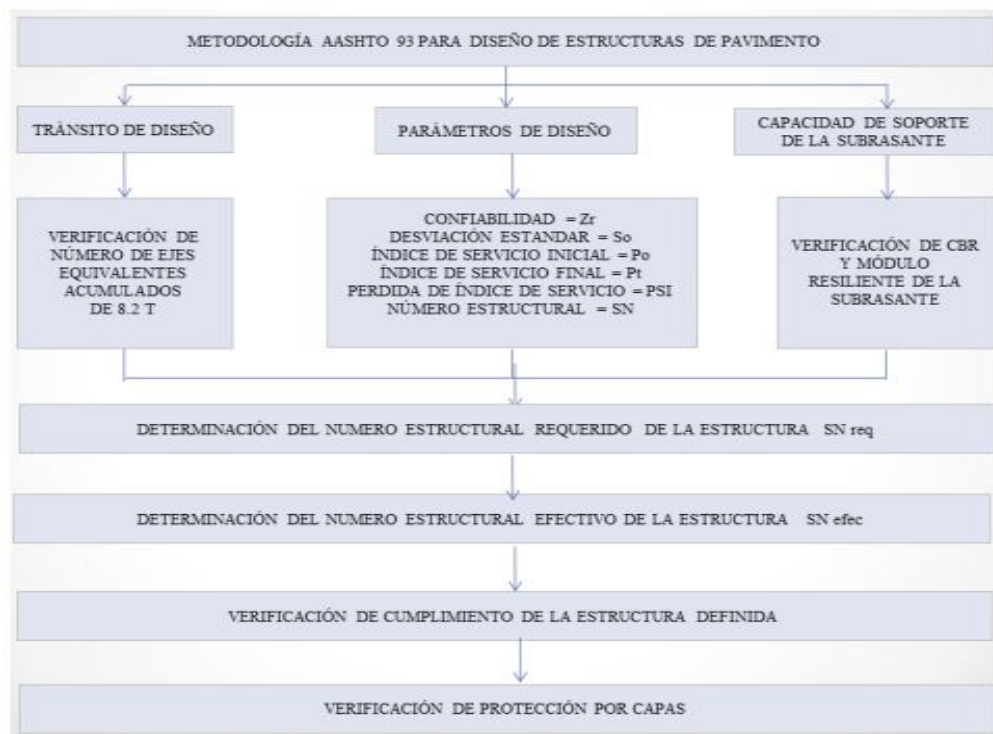 METODOLOGÍA AASHTO 93 PARA DISEÑO DE ESTRUCTURAS DE PAVIMENTO
TRÁNSITO DE DISEÑO
PARÁMETROS DE DISEÑO
CAPACIDAD DE SOPORTE
DE LA SUBRASANTE
VERIFICACIÓN DE
NÚMERO DE EJES
EQUIVALENTES
ACUMULADOS
DE 8.2 T
CONFIABILIDAD = Zr
DESVIACIÓN ESTANDAR = So
ÍNDICE DE SERVICIO INICIAL = Po
ÍNDICE DE SERVICIO FINAL = Pt
PERDIDA DE ÍNDICE DE SERVICIO = PSI
NÚMERO ESTRUCTURAL = SN
VERIFICACIÓN DE CBR
Y MÓDULO
RESILIENTE DE LA
SUBRASANTE
DETERMINACIÓN DEL NUMERO ESTRUCTURAL REQUERIDO DE LA ESTRUCTURA SN req
DETERMINACIÓN DEL NUMERO ESTRUCTURAL EFECTIVO DE LA ESTRUCTURA SN efec
VERIFICACIÓN DE CUMPLIMIENTO DE LA ESTRUCTURA DEFINIDA
VERIFICACIÓN DE PROTECCIÓN POR CAPAS